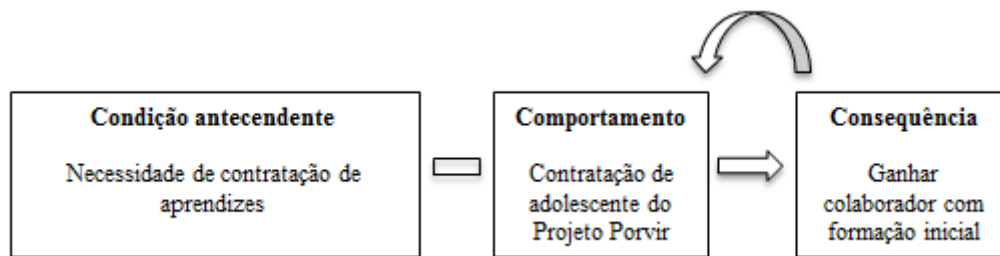 Condição antecedente
Necessidade de contratação de
aprendizes
Comportamento
Contratação de
adolescente do
Projeto Porvir
Consequência
Ganhar
colaborador com
formação inicial